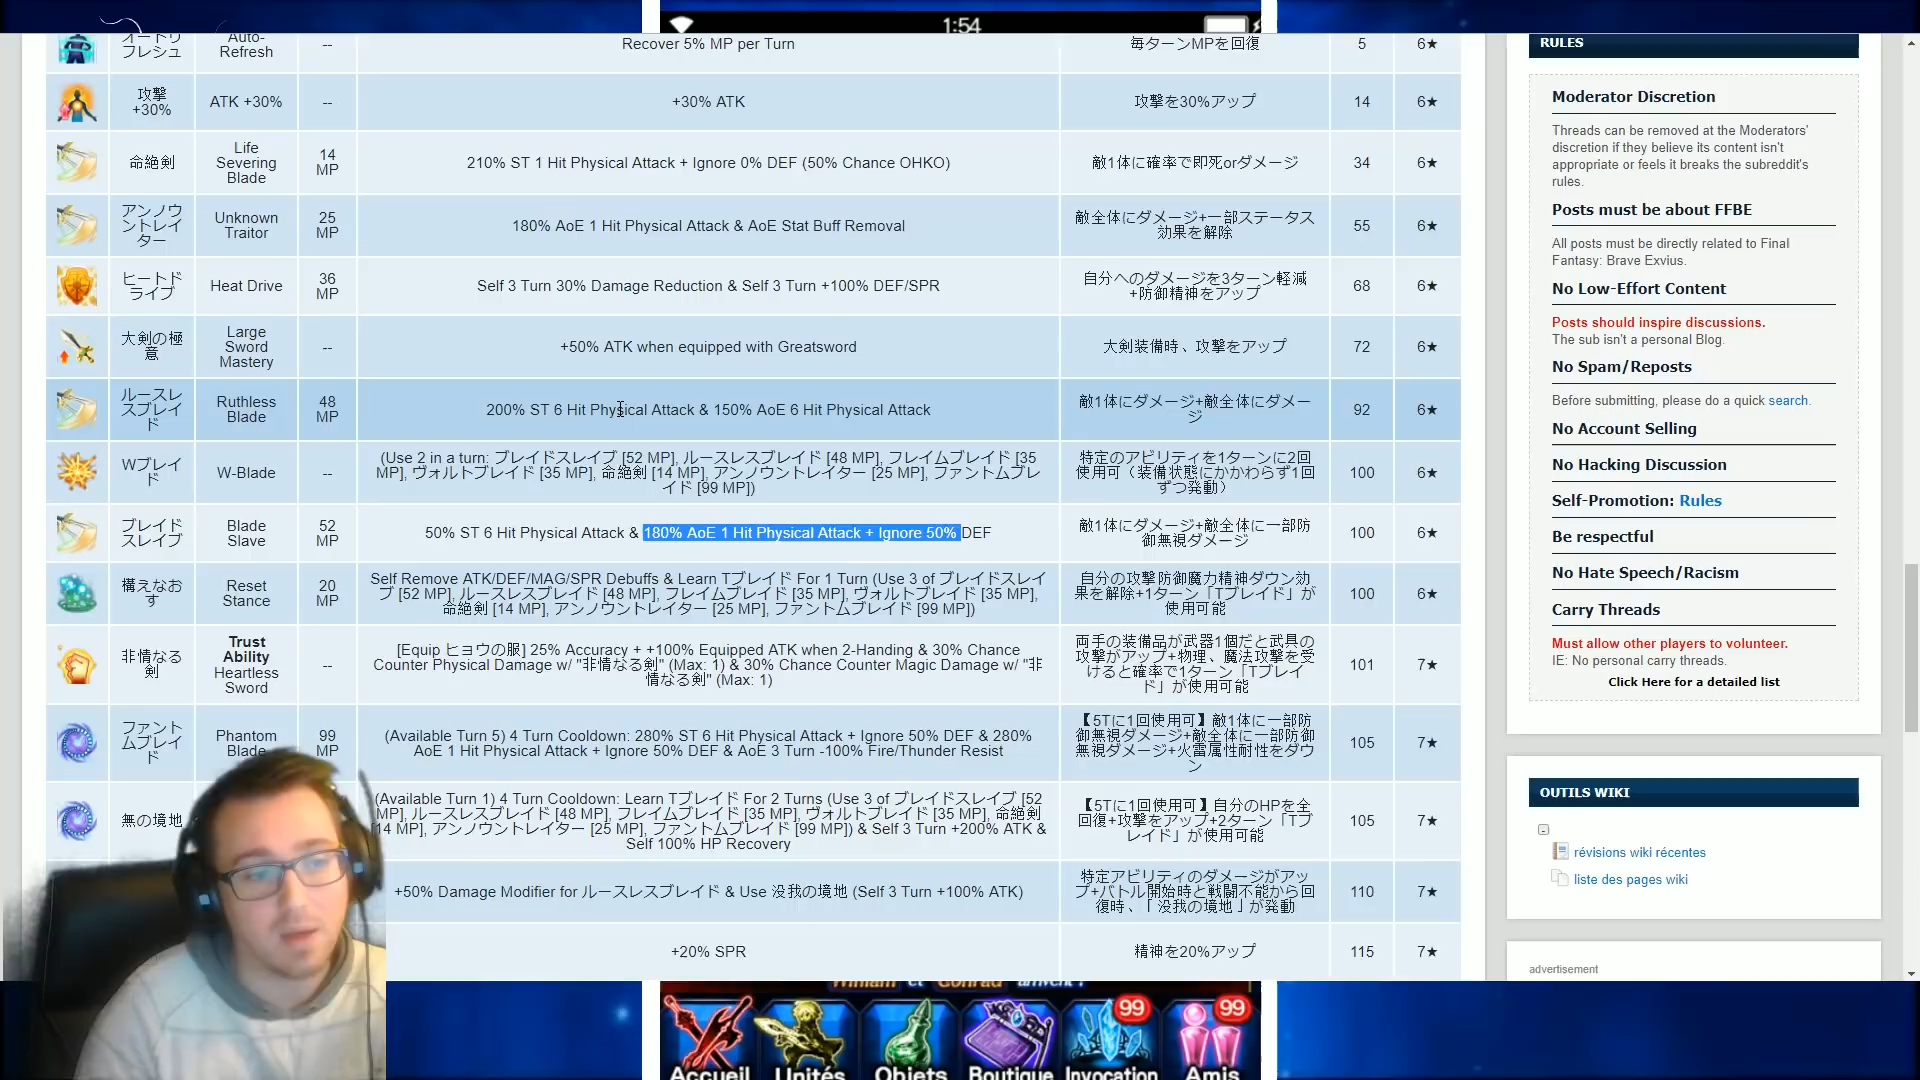 1:54
オートリ
フレシュ
Auto-
Refresh
--
Recover 5% MP per Turn
毎ターンMPを回復
5
6★
攻撃
+30%
ATK +30%
--
+30% ATK
攻撃を30%アップ
14
6★
命絶剣
Life
Severing
Blade
14
MP
210% ST 1 Hit Physical Attack + Ignore 0% DEF (50% Chance OHKO)
敵1体に確率で即死orダメージ
34
6★
アンノウ
ントレイ
ター
Unknown
Traitor
25
MP
180% AoE 1 Hit Physical Attack & AoE Stat Buff Removal
敵全体にダメージ+一部ステータス
効果を解除
55
6★
ヒートド
ライブ
Heat Drive
36
MP
Self 3 Turn 30% Damage Reduction & Self 3 Turn +100% DEF/SPR
自分へのダメージを3ターン軽減
+防御精神をアップ
68
6★
大剣の極
意
Large
Sword
Mastery
--
+50% ATK when equipped with Greatsword
大剣装備時、攻撃をアップ
72
6★
ルースレ
スブレイ
ド
Ruthless
Blade
48
MP
200% ST 6 Hit Physical Attack & 150% AoE 6 Hit Physical Attack
敵1体にダメージ+敵全体にダメー
ジ
92
6★
Wブレイ
ド
W-Blade
--
(Use 2 in a turn: ブレイドスレイブ [52 MP], ルースレスブレイド [48 MP], フレイムブレイド [35
MP], ヴォルトブレイド [35 MP], 命絶剣 [14 MP], アンノウントレイター [25 MP], ファントムブレ
イド [99 MP])
特定のアビリティを1ターンに2回
使用可（装備状態にかかわらず1回
ずつ発動）
100
6★
ブレイド
スレイブ
Blade
Slave
52
MP
50% ST 6 Hit Physical Attack & 180% AoE 1 Hit Physical Attack + Ignore 50% DEF
敵1体にダメージ+敵全体に一部防
御無視ダメージ
100
6★
構えなお
す
Reset
Stance
20
MP
Self Remove ATK/DEF/MAG/SPR Debuffs & Learn Tブレイド For 1 Turn (Use 3 of ブレイドスレイ
ブ [52 MP], ルースレスブレイド [48 MP], フレイムブレイド [35 MP], ヴォルトブレイド [35 MP],
命絶剣 [14 MP], アンノウントレイター [25 MP], ファントムブレイド [99 MP])
自分の攻撃防御魔力精神ダウン効
果を解除+1ターン「Tブレイド」が
使用可能
100
6★
非情なる
剣
Trust
Ability
Heartless
Sword
--
[Equip ヒョウの服] 25% Accuracy + +100% Equipped ATK when 2-Handing & 30% Chance
Counter Physical Damage w/ "非情なる剣" (Max: 1) & 30% Chance Counter Magic Damage w/ "非
情なる剣" (Max: 1)
両手の装備品が武器1個だと武具の
攻撃がアップ+物理、魔法攻撃を受
けると確率で1ターン「Tブレイ
ド」が使用可能
101
7★
ファント
ムブレイ
ド
Phantom
Blade
99
MP
(Available Turn 5) 4 Turn Cooldown: 280% ST 6 Hit Physical Attack + Ignore 50% DEF & 280%
AoE 1 Hit Physical Attack + Ignore 50% DEF & AoE 3 Turn -100% Fire/Thunder Resist
【5Tに1回使用可】敵1体に一部防
御無視ダメージ+敵全体に一部防御
無視ダメージ+火雷属性耐性をダウ
ン
105
7★
無の境地
(Available Turn 1) 4 Turn Cooldown: Learn Tブレイド For 2 Turns (Use 3 of ブレイドスレイブ [52
MP], ルースレスブレイド [48 MP], フレイムブレイド [35 MP], ヴォルトブレイド [35 MP], 命絶剣
[14 MP], アンノウントレイター [25 MP], ファントムブレイド [99 MP]) & Self 3 Turn +200% ATK &
Self 100% HP Recovery
【5Tに1回使用可】自分のHPを全
回復+攻撃をアップ+2ターン「Tブ
レイド」が使用可能
105
7★
+50% Damage Modifier for ルースレスブレイド & Use 没我の境地 (Self 3 Turn +100% ATK)
特定アビリティのダメージがアッ
プ+バトル開始時と戦闘不能から回
復時、「没我の境地」が発動
110
7★
+20% SPR
精神を20%アップ
115
7★
RULES
Moderator Discretion
Threads can be removed at the Moderators'
discretion if they believe its content isn't
appropriate or feels it breaks the subreddit's
rules.
Posts must be about FFBE
All posts must be directly related to Final
Fantasy: Brave Exvius.
No Low-Effort Content
Posts should inspire discussions.
The sub isn't a personal Blog.
No Spam/Reposts
Before submitting, please do a quick search.
No Account Selling
No Hacking Discussion
Self-Promotion: Rules
Be respectful
No Hate Speech/Racism
Carry Threads
Must allow other players to volunteer.
IE: No personal carry threads.
Click Here for a detailed list
OUTILS WIKI
révisions wiki récentes
liste des pages wiki
advertisement
et Conrad arrivent !
99
99
Accueil
Unités
Objets
Boutique
Invocation
Amis